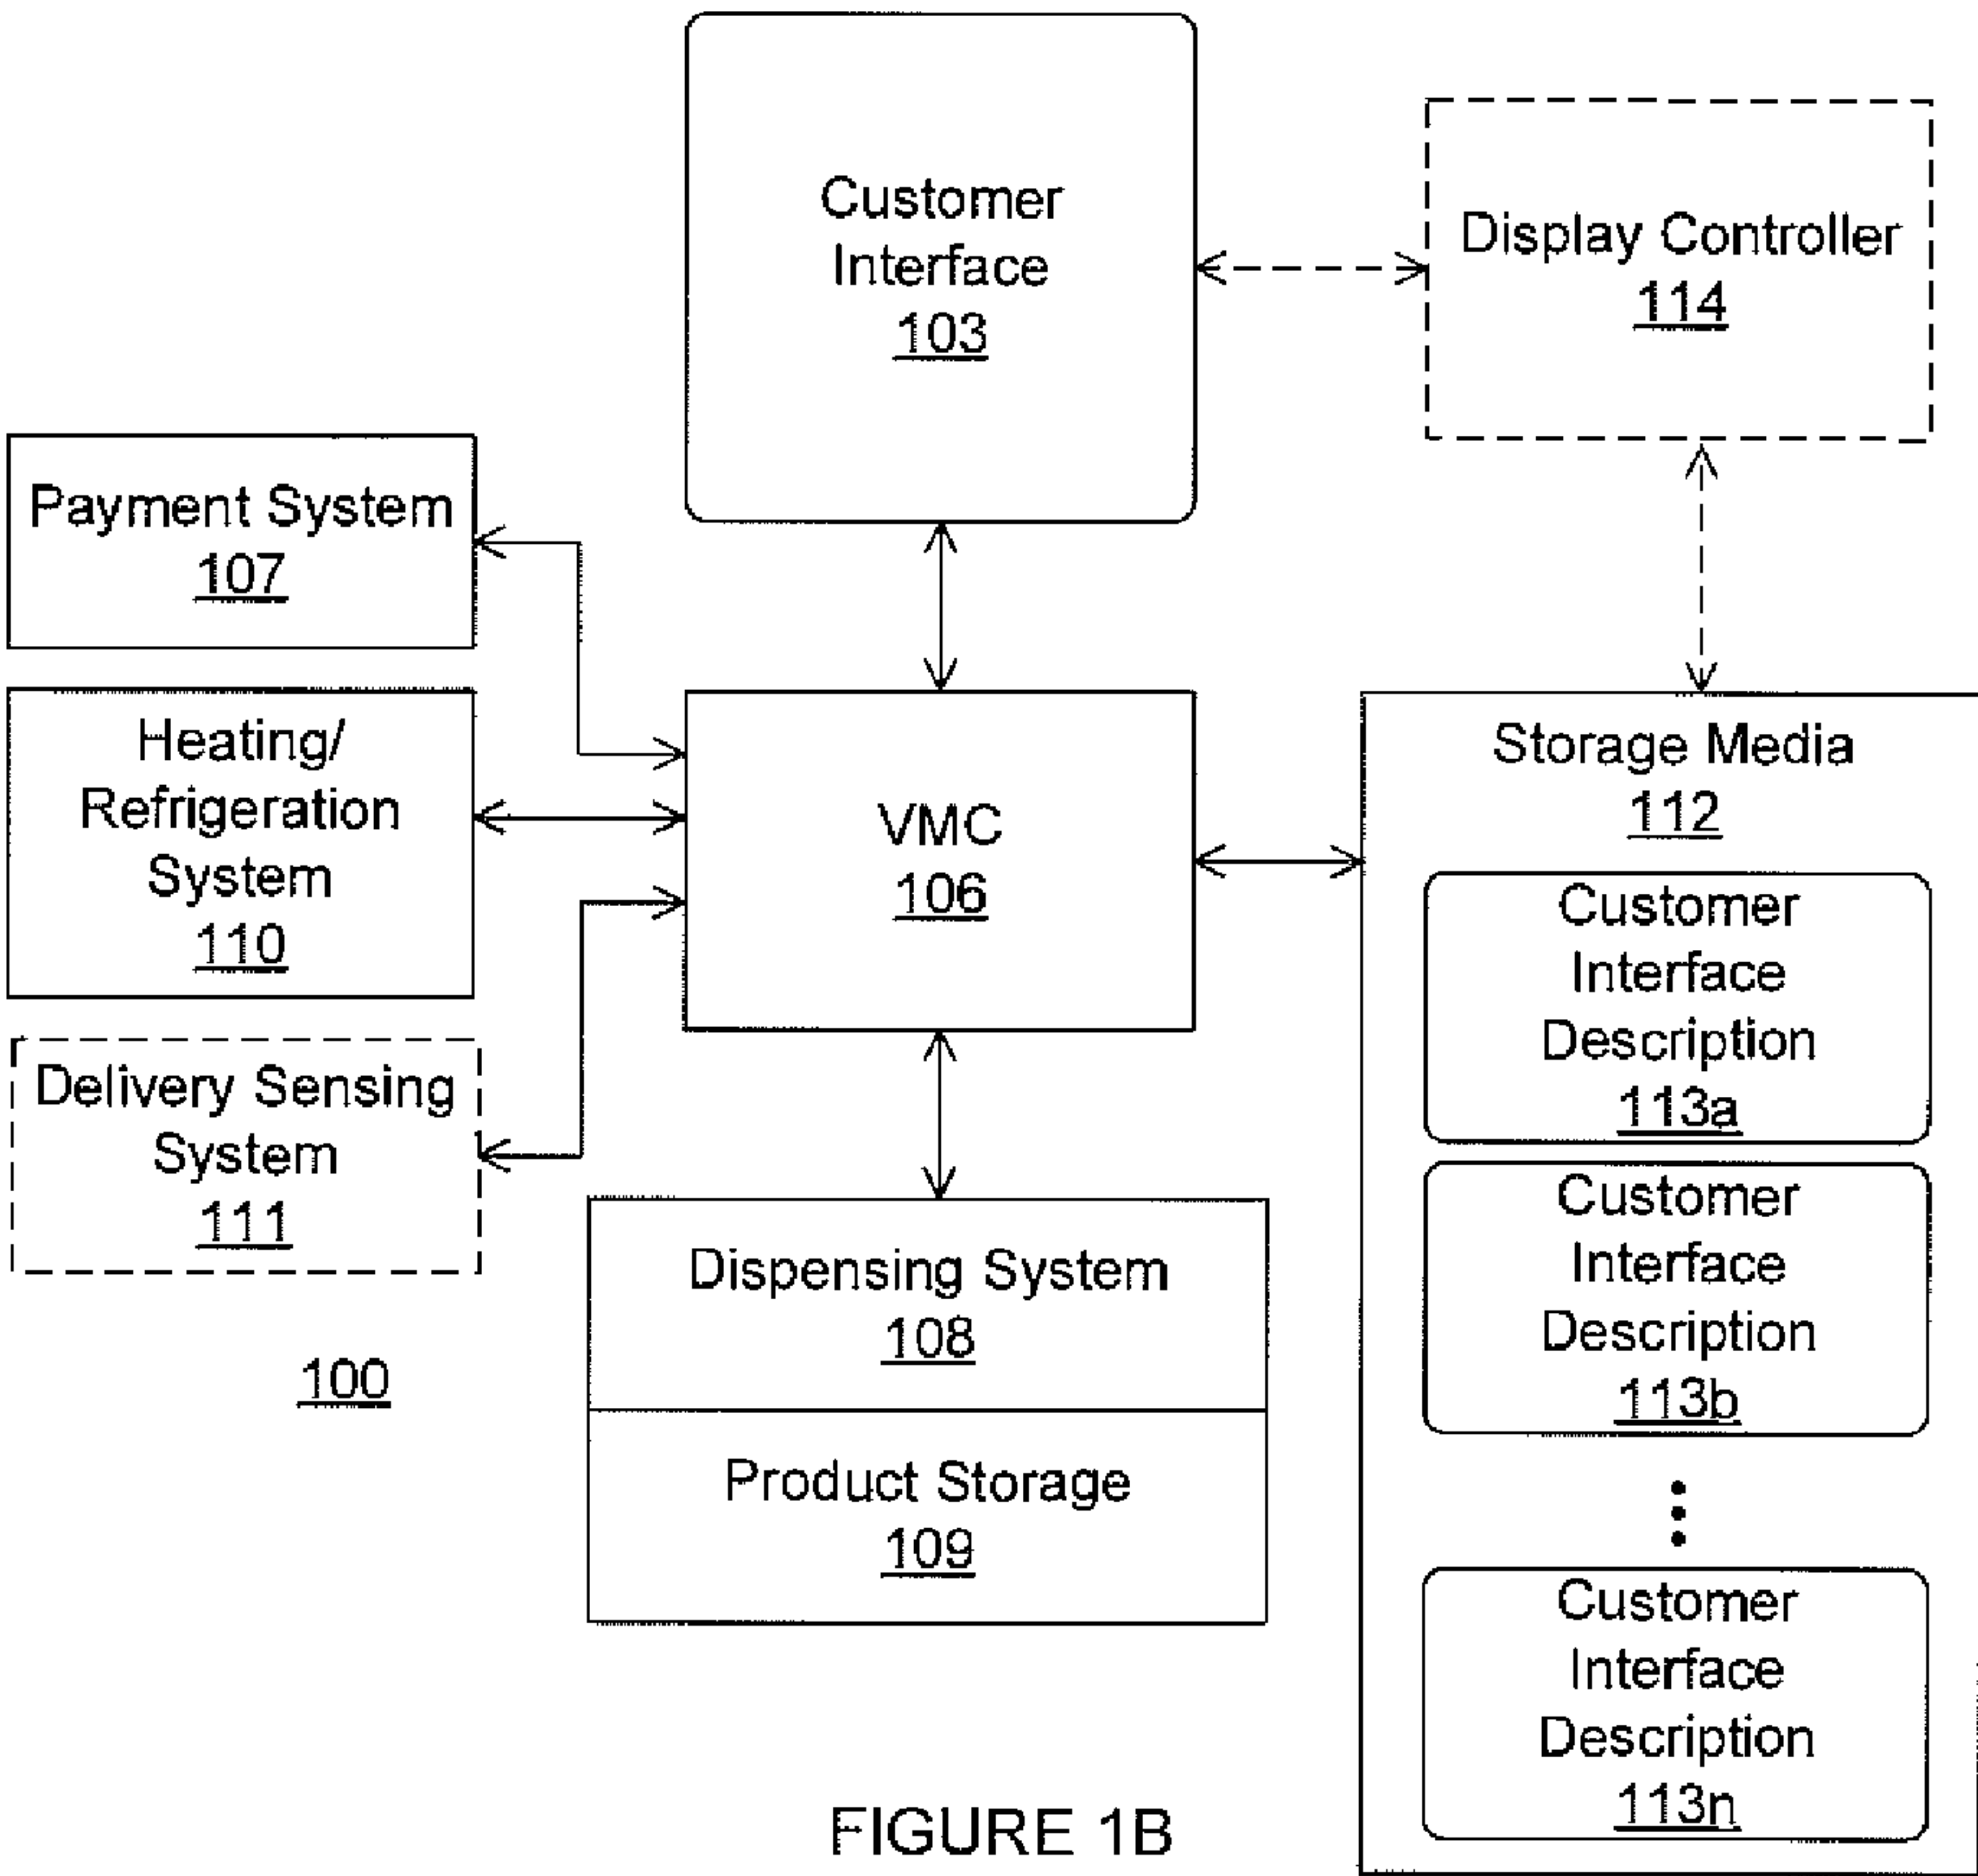 Customer
Interface
103
Display Controller
114
Payment System
107
Heating/
Refrigeration
System
110
VMC
106
Storage Media
112
Customer
Interface
Description
113a
Delivery Sensing
System
111
Customer
Interface
Description
113b
Dispensing System
108
100
Product Storage
109
Customer
Interface
Description
113n
FIGURE 1B